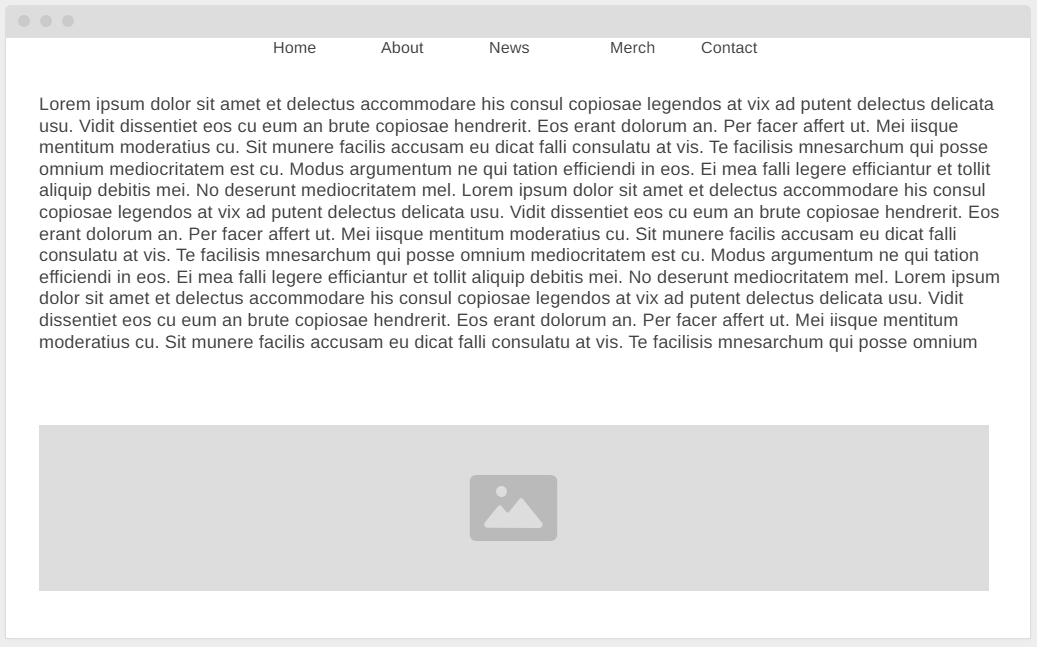 Home About News Merch Contact
Lorem ipsum dolor sit amet et delectus accommodare his consul copiosae legendos at vix ad putent delectus delicata
usu. Vidit dissentiet eos cu eum an brute copiosae hendrerit. Eos erant dolorum an. Per facer affert ut. Mei iisque
mentitum moderatius cu. Sit munere facilis accusam eu dicat falli consulatu at vis. Te facilisis mnesarchum qui posse
omnium mediocritatem est cu. Modus argumentum ne qui tation efficiendi in eos. Ei mea falli legere efficiantur et tollit
aliquip debitis mei. No deserunt mediocritatem mel. Lorem ipsum dolor sit amet et delectus accommodare his consul
copiosae legendos at vix ad putent delectus delicata usu. Vidit dissentiet eos cu eum an brute copiosae hendrerit. Eos
erant dolorum an. Per facer affert ut. Mei iisque mentitum moderatius cu. Sit munere facilis accusam eu dicat falli
consulatu at vis. Te facilisis mnesarchum qui posse omnium mediocritatem est cu. Modus argumentum ne qui tation
efficiendi in eos. Ei mea falli legere efficiantur et tollit aliquip debitis mei. No deserunt mediocritatem mel. Lorem ipsum
dolor sit amet et delectus accommodare his consul copiosae legendos at vix ad putent delectus delicata usu. Vidit
dissentiet eos cu eum an brute copiosae hendrerit. Eos erant dolorum an. Per facer affert ut. Mei iisque mentitum
moderatius cu. Sit munere facilis accusam eu dicat falli consulatu at vis. Te facilisis mnesarchum qui posse omnium